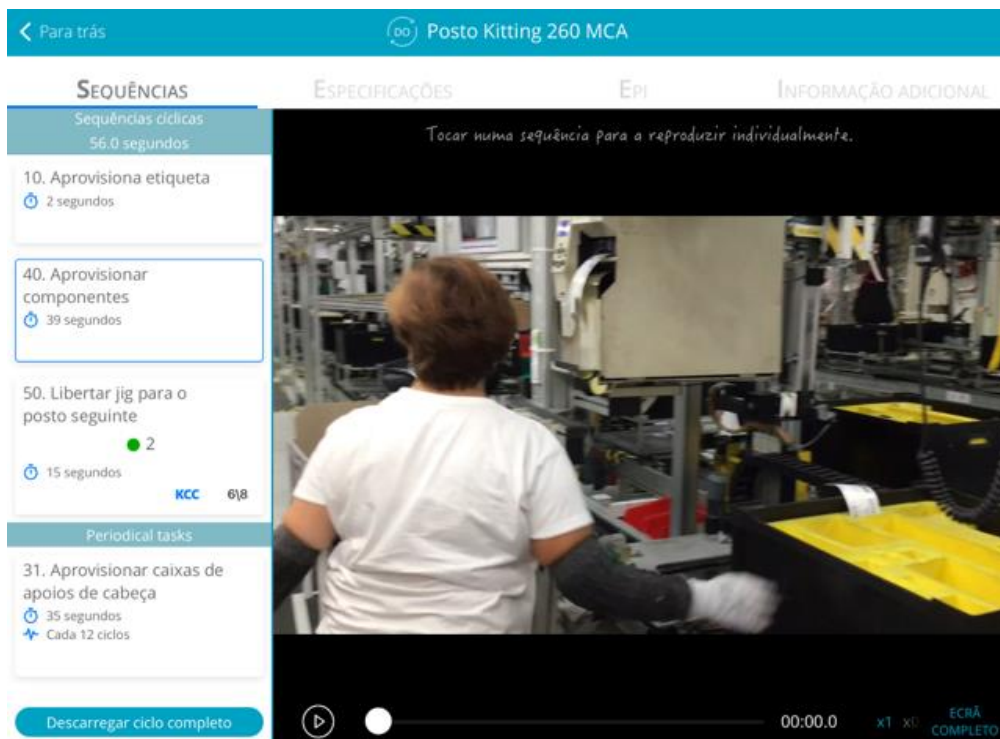 Para trás
DO Posto Kitting 260 MCA
SEQUÊNCIAS ESPECIFICAÇÕES EPI INFORMAÇÃO ADICIONAL
Sequências cíclicas
56.0 segundos
Tocar numa sequência para a reproduzir individualmente.
10. Aprovisiona etiqueta
2 segundos
40. Aprovisionar
componentes
39 segundos
50. Libertar jig para o
posto seguinte
2
15 segundos
KCC 6\8
Periodical tasks
31. Aprovisionar caixas de
apoios de cabeça
35 segundos
Cada 12 ciclos
Descarregar ciclo completo
00:00.0 x1
ECRÃ
COMPLETO